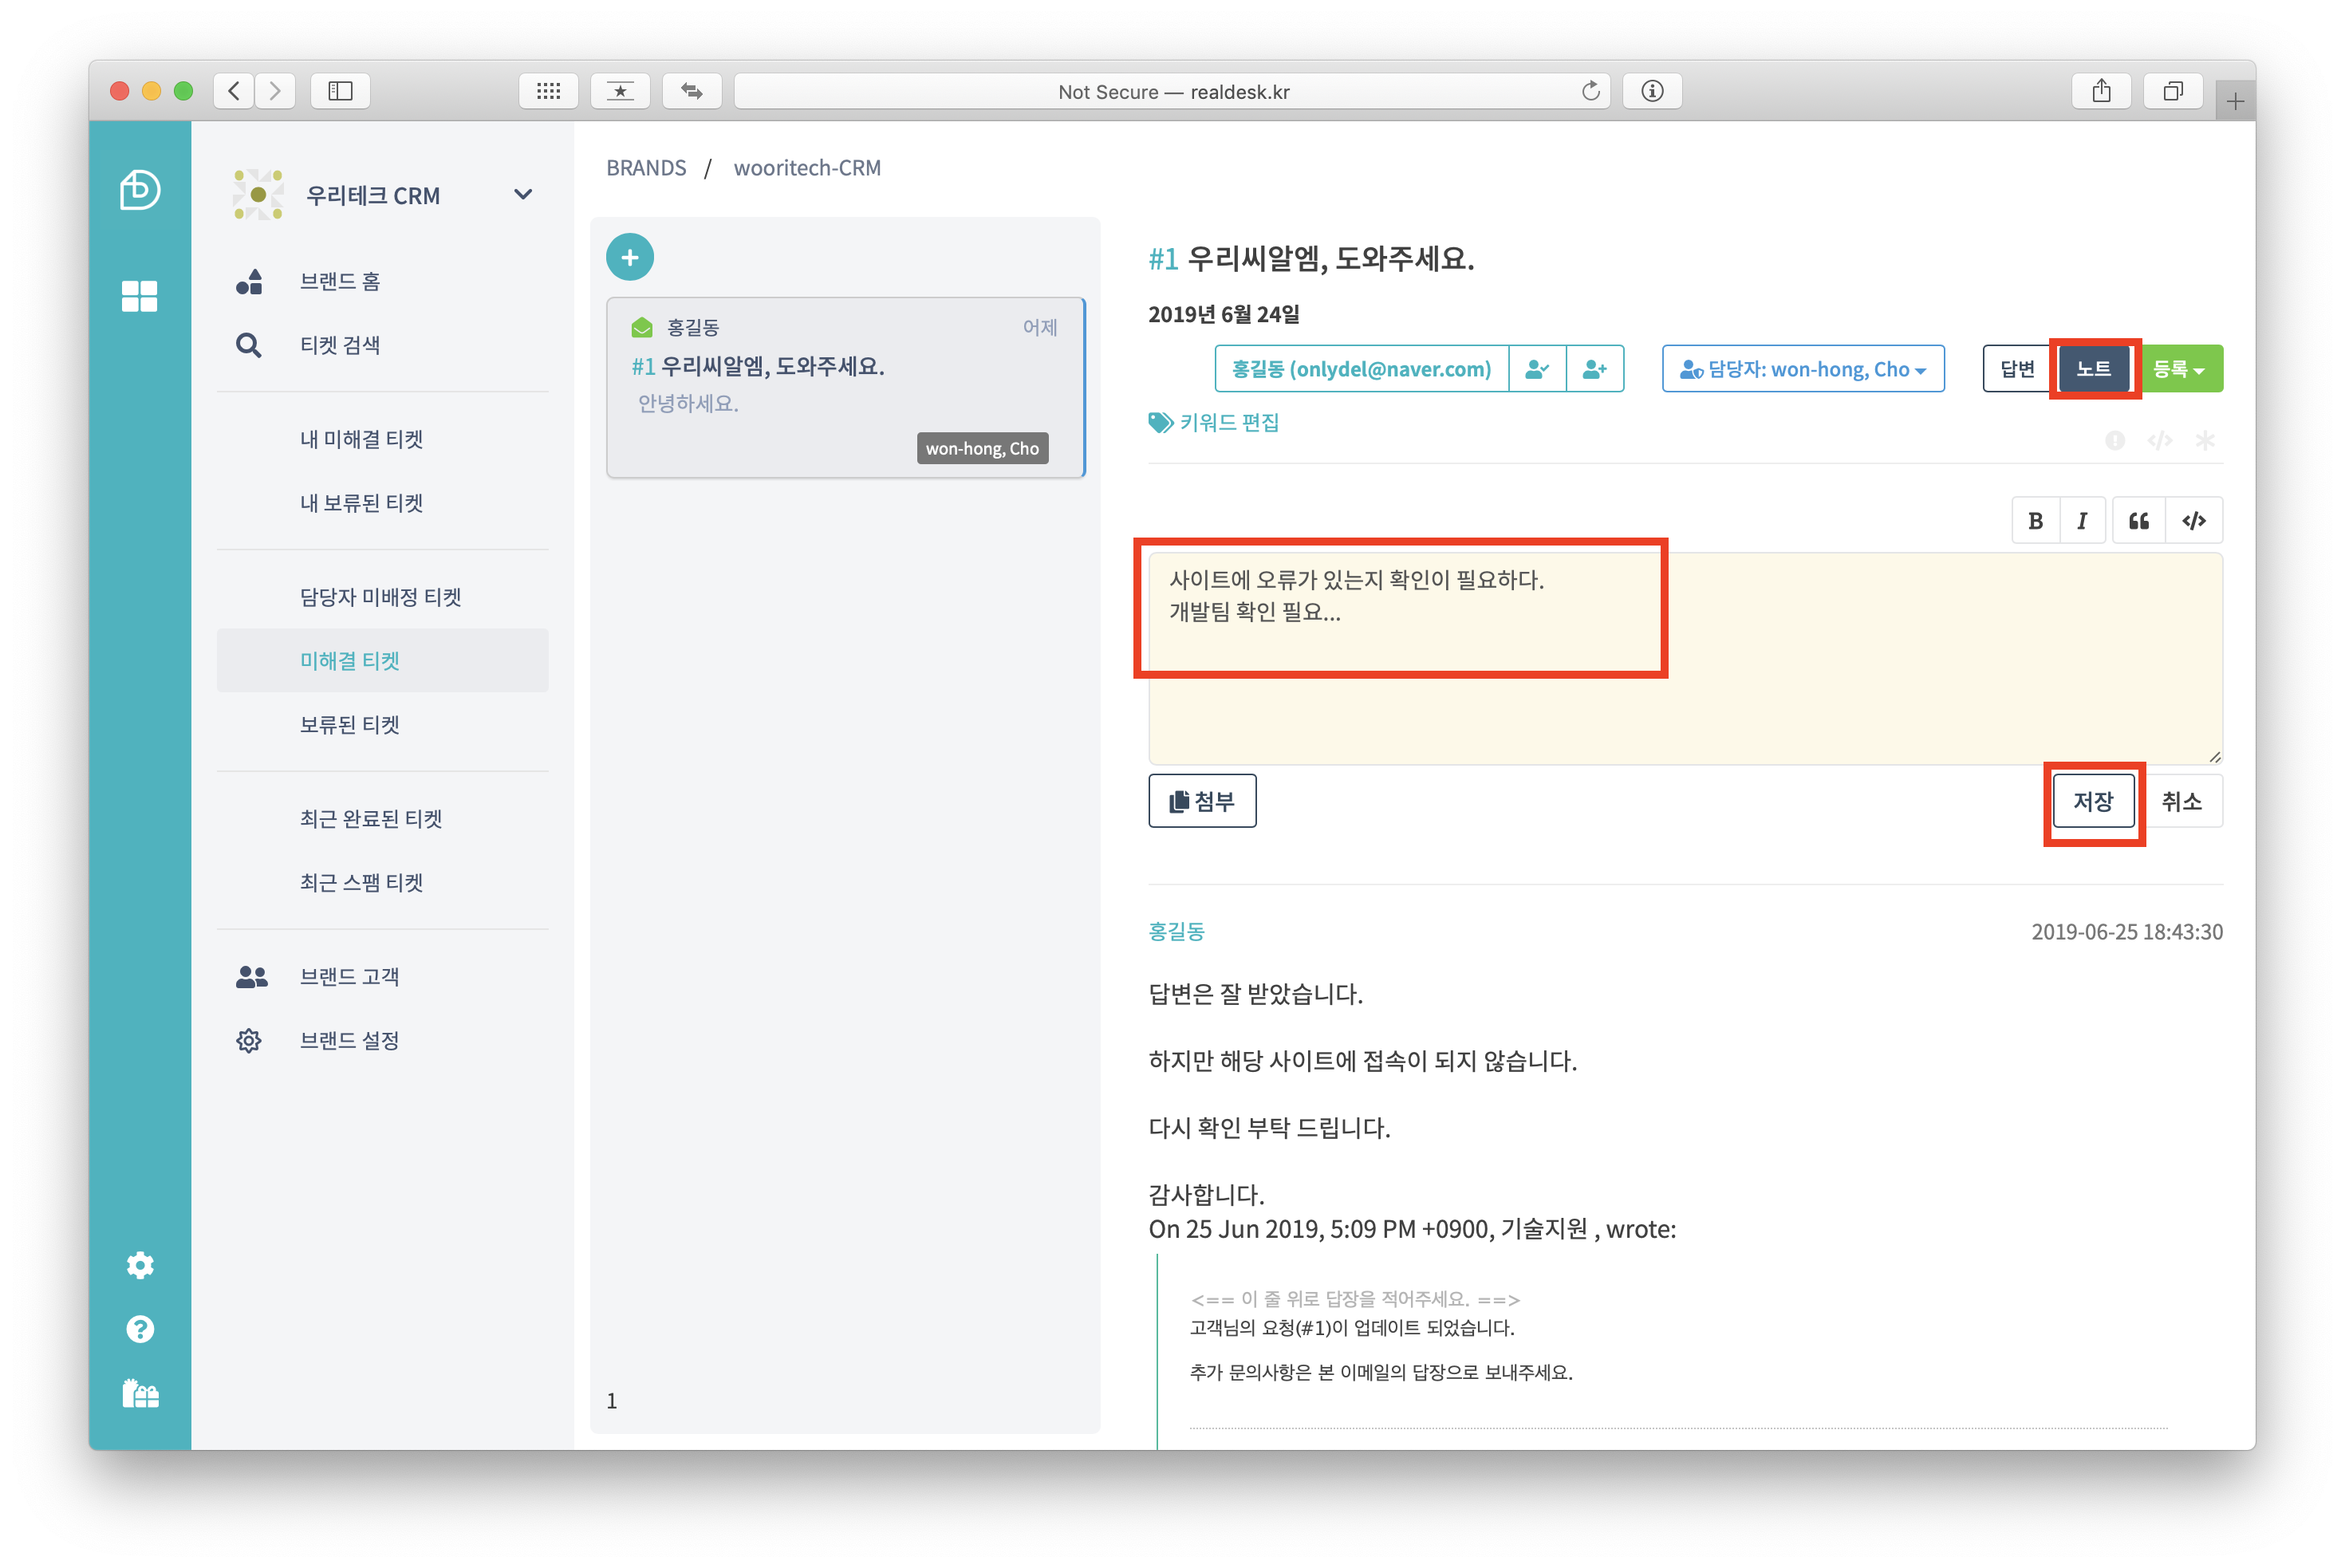 Not Secure — realdesk.kr
우리테크 CRM
브랜드 홈
티켓 검색
내 미해결 티켓
내 보류된 티켓
담당자 미배정 티켓
미해결 티켓
보류된 티켓
최근 완료된 티켓
최근 스팸 티켓
브랜드 고객
브랜드 설정
BRANDS / wooritech-CRM
홍길동 어제
#1 우리씨알엠, 도와주세요.
안녕하세요.
won-hong, Cho
1
#1 우리씨알엠, 도와주세요.
2019년 6월 24일
홍길동 (onlydel@naver.com) 담당자: won-hong, Cho 답변 노트 등록
키워드 편집
B I
사이트에 오류가 있는지 확인이 필요하다.
개발팀 확인 필요...
첨부 저장 취소
홍길동 2019-06-25 18:43:30
답변은 잘 받았습니다.
하지만 해당 사이트에 접속이 되지 않습니다.
다시 확인 부탁 드립니다.
감사합니다.
On 25 Jun 2019, 5:09 PM +0900, 기술지원 , wrote:
<== 이 줄 위로 답장을 적어주세요. ==>
고객님의 요청(#1)이 업데이트 되었습니다.
추가 문의사항은 본 이메일의 답장으로 보내주세요.